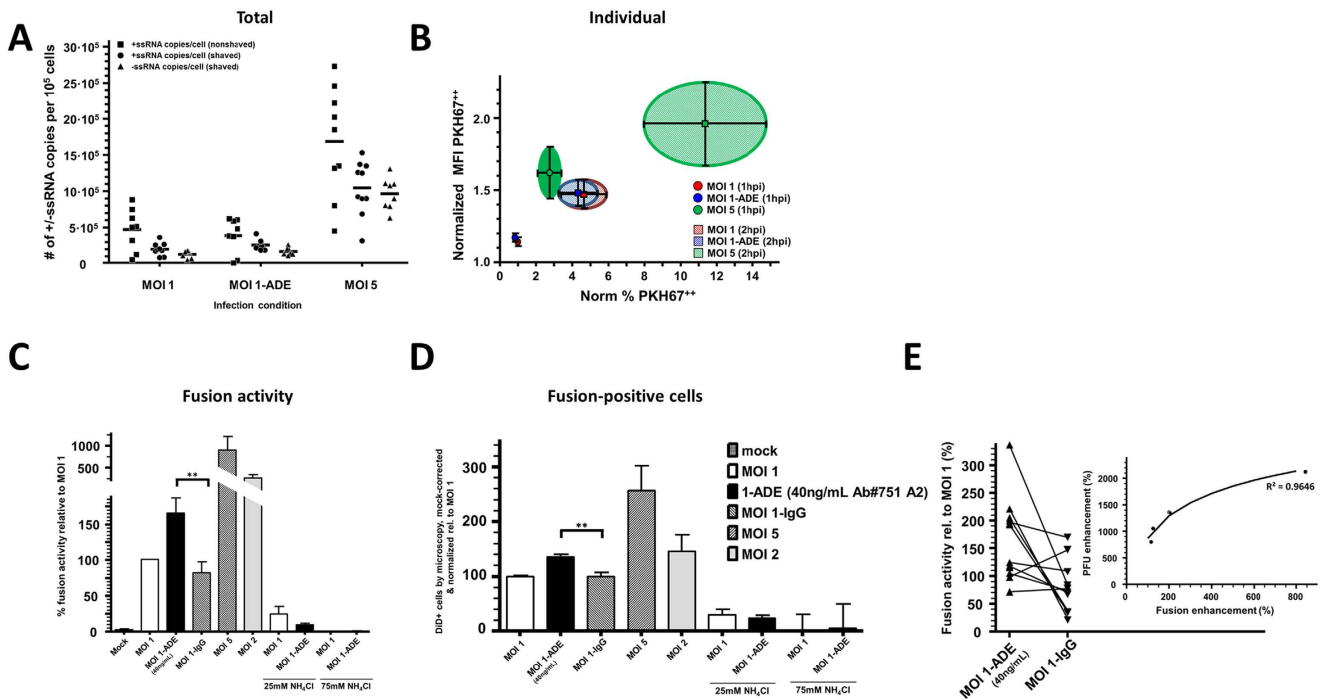 Total
Individual
A
B
■ +ssRNA copies/cell (nonshaved)
● +ssRNA copies/cell (shaved)
▲ -ssRNA copies/cell (shaved)
# of +/-ssRNA copies per 10⁵ cells
30·10⁵
25·10⁵
20·10⁵
15·10⁵
10·10⁵
5·10⁵
0
MOI 1
MOI 1-ADE
MOI 5
Infection condition
Normalized MFI PKH67⁺⁺
2.0
1.5
1.0
0 2 4 6 8 10 12 14
Norm % PKH67⁺⁺
MOI 1 (1hpi)
MOI 1-ADE (1hpi)
MOI 5 (1hpi)
MOI 1 (2hpi)
MOI 1-ADE (2hpi)
MOI 5 (2hpi)
C
D
E
Fusion activity
% fusion activity relative to MOI 1
1000
500
150
100
50
25
0
**
Mock
MOI 1
MOI 1-ADE
(40ng/mL)
MOI 1-IgG
MOI 5
MOI 2
MOI 1
MOI 1-ADE
MOI 1
MOI 1-ADE
25mM NH₄Cl
75mM NH₄Cl
Fusion-positive cells
DiD+ cells by microscopy, mock-corrected
& normalized rel. to MOI 1
300
200
100
50
0
**
mock
MOI 1
1-ADE (40ng/mL Ab#751 A2)
MOI 1-IgG
MOI 5
MOI 2
MOI 1
MOI 1-ADE
(40ng/mL)
MOI 1-IgG
MOI 5
MOI 2
MOI 1
MOI 1-ADE
MOI 1
MOI 1-ADE
25mM NH₄Cl
75mM NH₄Cl
Fusion activity rel. to MOI 1 (%)
300
250
200
150
100
50
0
MOI 1-ADE
(40ng/mL)
MOI 1-IgG
PFU enhancement (%)
2500
2000
1500
1000
500
0
0 200 400 600 800
Fusion enhancement (%)
R² = 0.9646